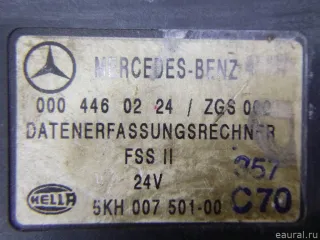 MERCEDES-BENZ
000 446 02 24 / ZGS 00
DATENERFASSUNGSRECHNER
FSS II
357
24V
C70
HELLA
5KH 007 501-00
eaural.ru